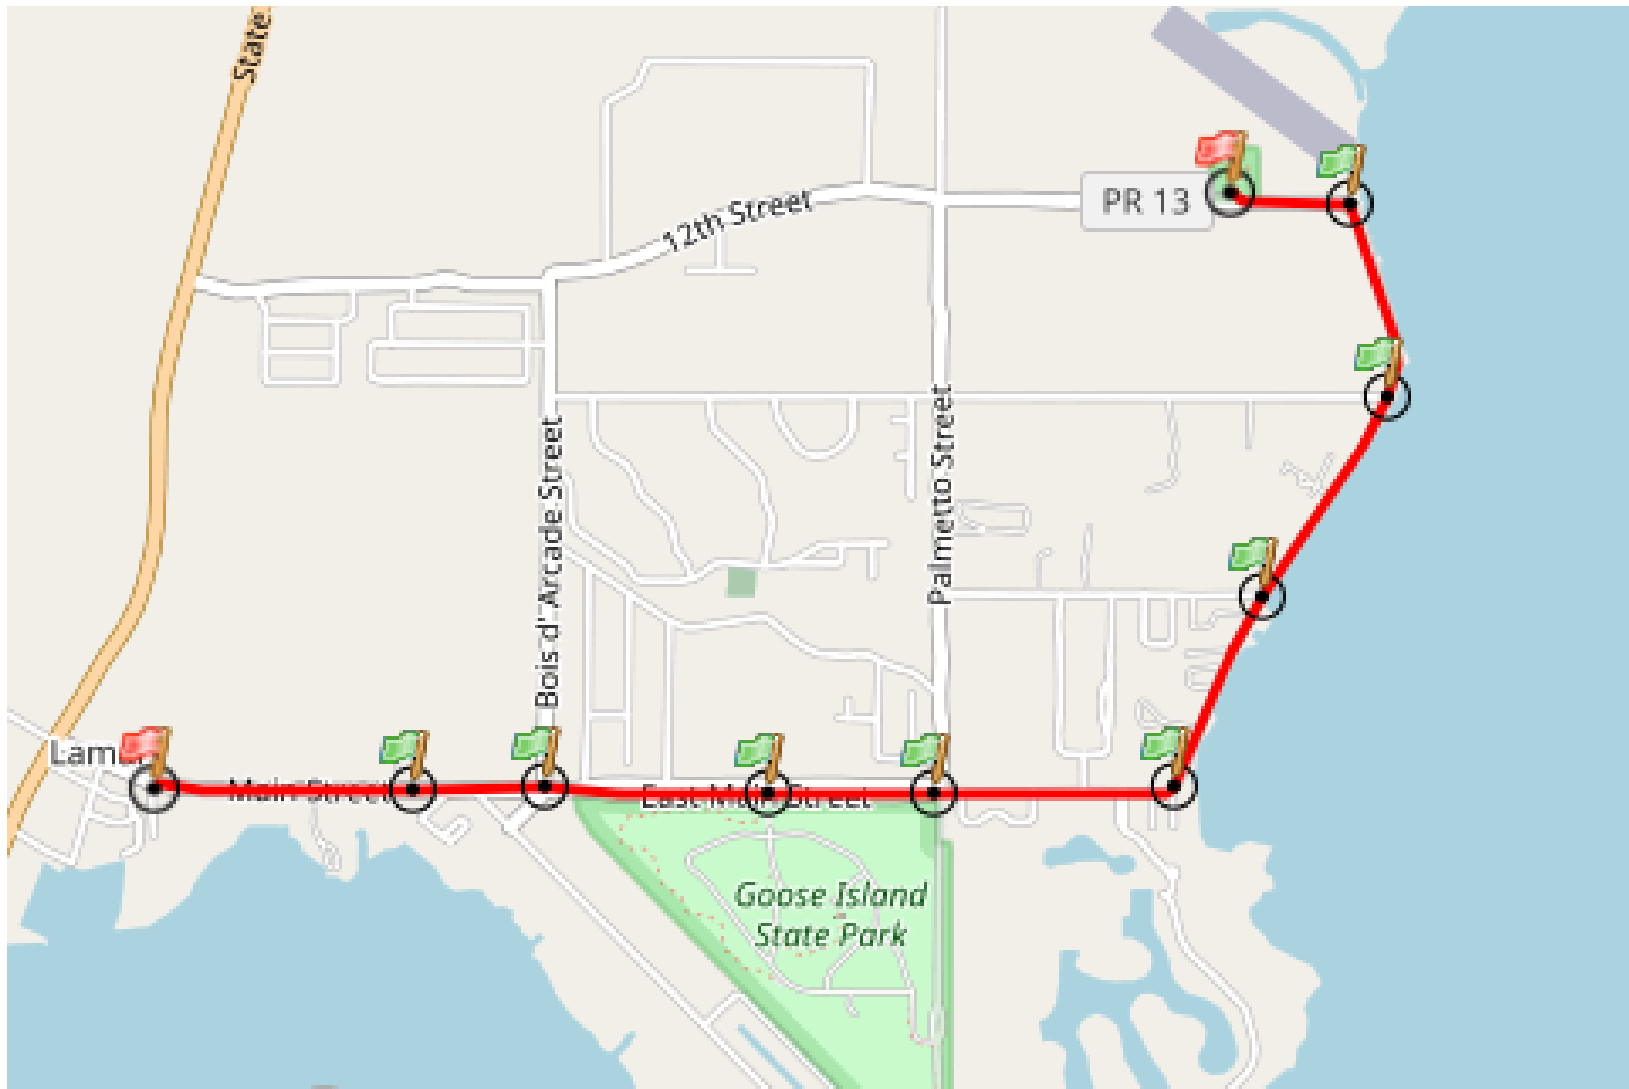 State
PR 13
12th Street
Bois d' Arcade Street
Palmetto Street
Main Street
East Main Street
Goose Island
State Park